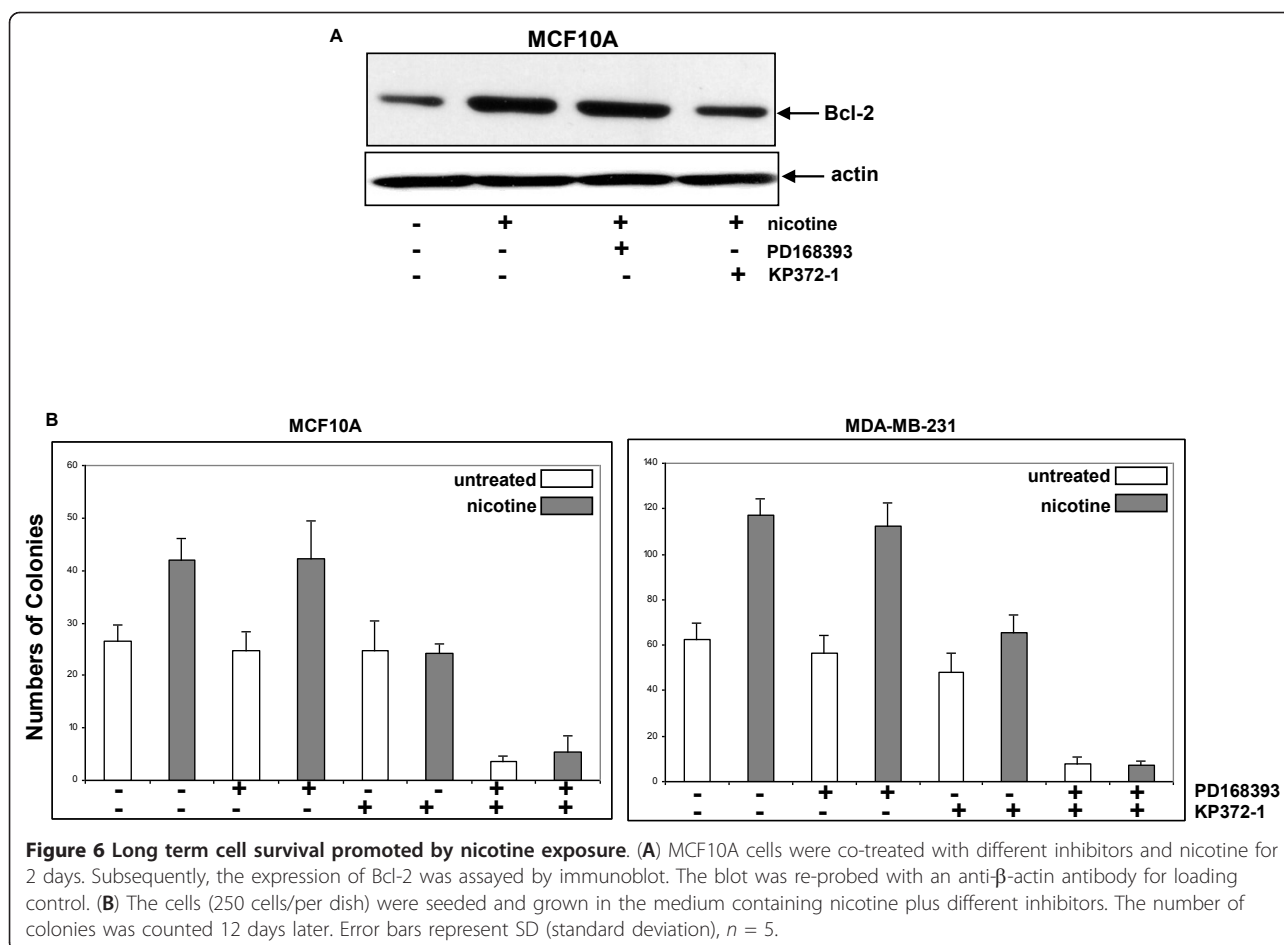 A
MCF10A
Bcl-2
actin
- + + + nicotine
- - + - PD168393
- - - + KP372-1
B
MCF10A
MDA-MB-231
Numbers of Colonies
60
50
40
30
20
10
0
untreated
nicotine
140
120
100
80
60
40
20
0
untreated
nicotine
- - + + - - + + - - + + - - + + PD168393
- - - - + + + + - - - - + + + + KP372-1
Figure 6 Long term cell survival promoted by nicotine exposure. (A) MCF10A cells were co-treated with different inhibitors and nicotine for
2 days. Subsequently, the expression of Bcl-2 was assayed by immunoblot. The blot was re-probed with an anti-β-actin antibody for loading
control. (B) The cells (250 cells/per dish) were seeded and grown in the medium containing nicotine plus different inhibitors. The number of
colonies was counted 12 days later. Error bars represent SD (standard deviation), n = 5.